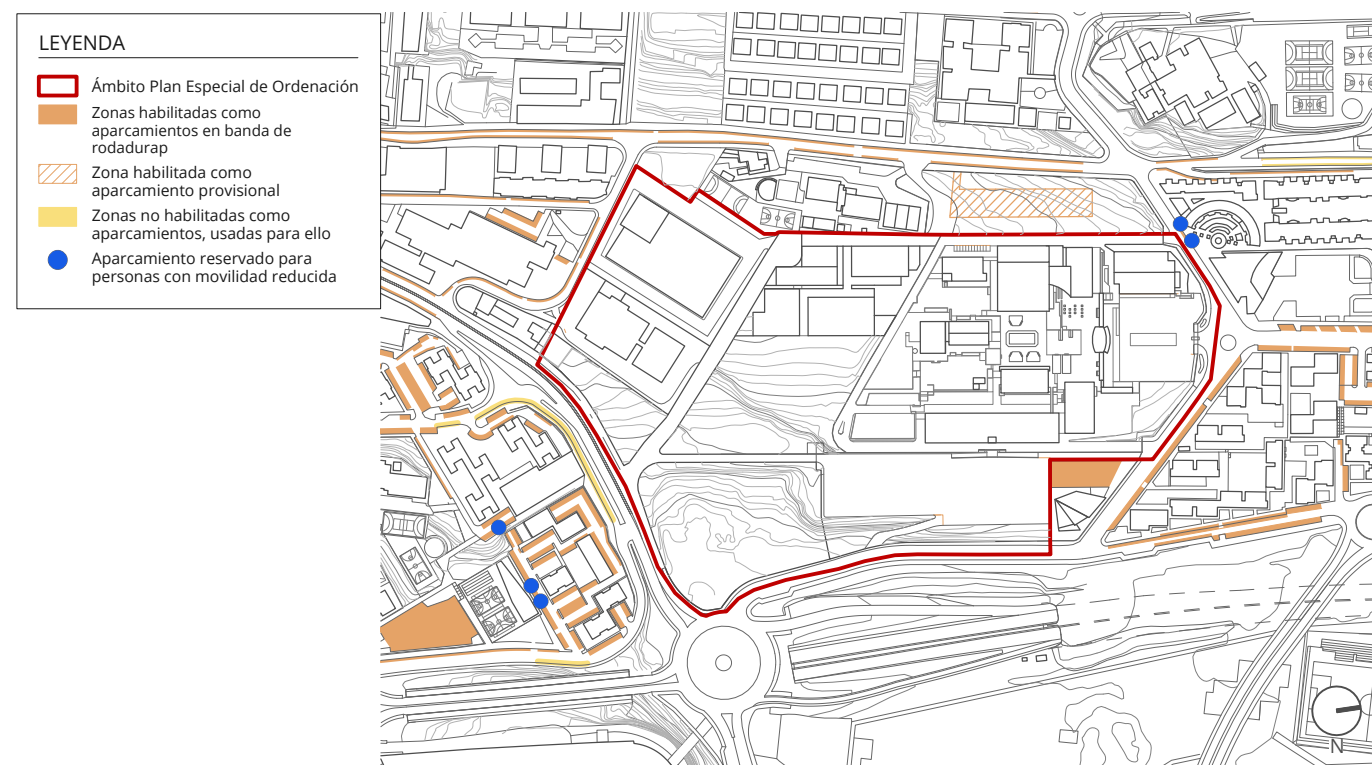 LEYENDA
Ámbito Plan Especial de Ordenación
Zonas habilitadas como
aparcamientos en banda de
rodadurap
Zona habilitada como
aparcamiento provisional
Zonas no habilitadas como
aparcamientos, usadas para ello
Aparcamiento reservado para
personas con movilidad reducida
N